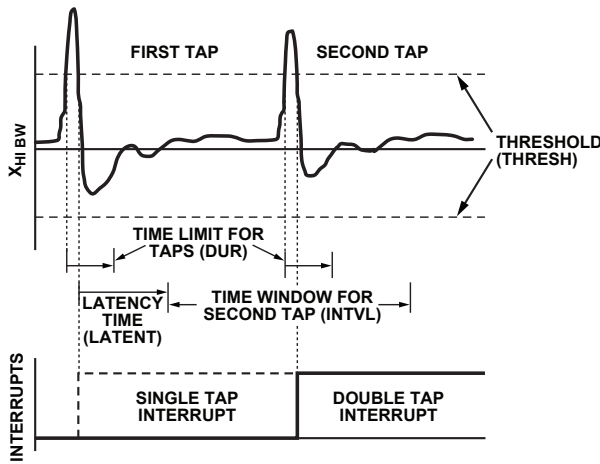 FIRST TAP
SECOND TAP
X HI BW
THRESHOLD
(THRESH)
TIME LIMIT FOR
TAPS (DUR)
LATENCY
TIME
(LATENT)
TIME WINDOW FOR
SECOND TAP (INTVL)
INTERRUPTS
SINGLE TAP
INTERRUPT
DOUBLE TAP
INTERRUPT